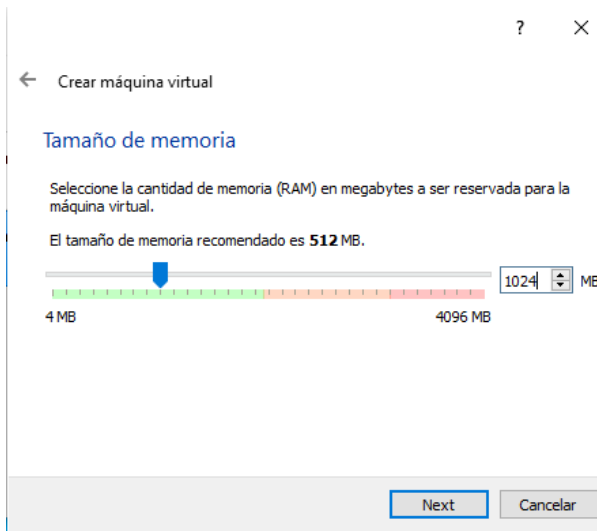 ?
Crear máquina virtual
Tamaño de memoria
Seleccione la cantidad de memoria (RAM) en megabytes a ser reservada para la
máquina virtual.
El tamaño de memoria recomendado es 512 MB.
1024 MB
4 MB 4096 MB
Next Cancelar